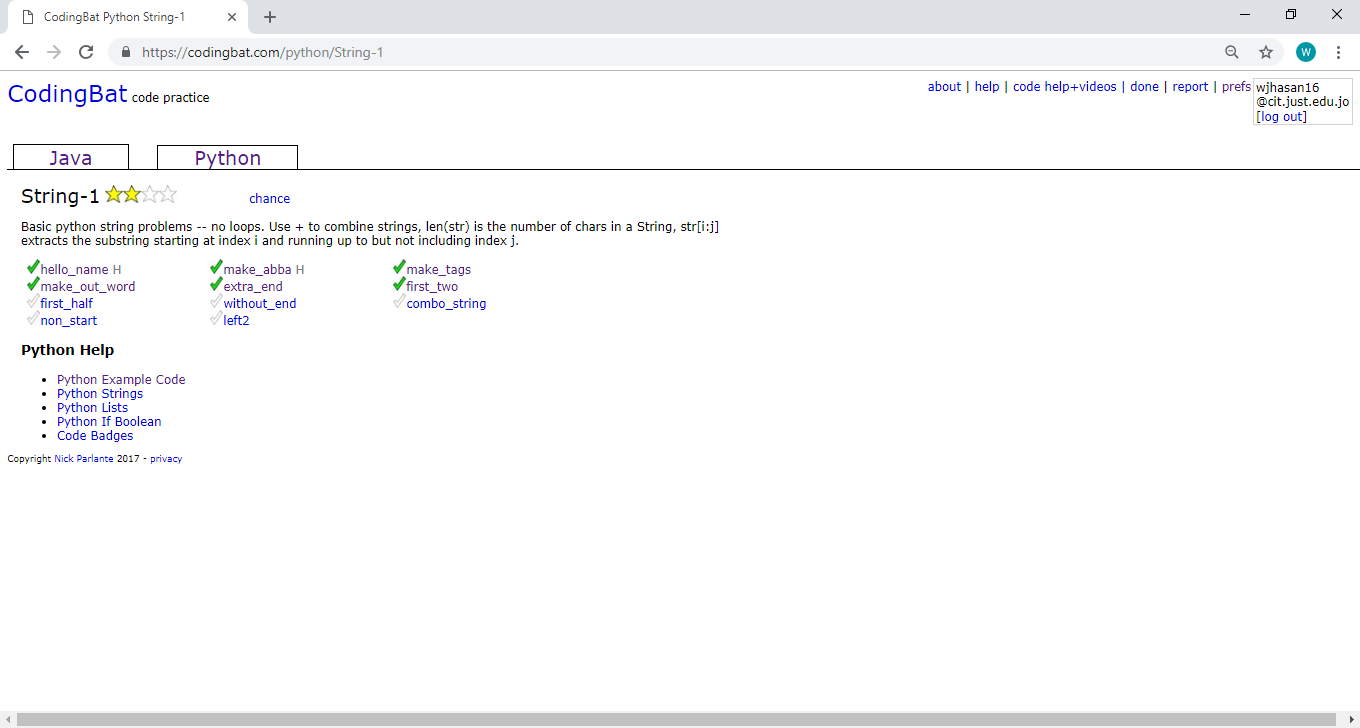 CodingBat Python String-1
https://codingbat.com/python/String-1
W
CodingBat code practice
about | help | code help+videos | done | report | prefs
wjhasan16
@cit.just.edu.jo
[log out]
Java
Python
String-1
chance
Basic python string problems -- no loops. Use + to combine strings, len(str) is the number of chars in a String, str[i:j]
extracts the substring starting at index i and running up to but not including index j.
hello_name H make_abba H make_tags
make_out_word extra_end first_two
first_half without_end combo_string
non_start left2
Python Help
Python Example Code
Python Strings
Python Lists
Python If Boolean
Code Badges
Copyright Nick Parlante 2017 - privacy